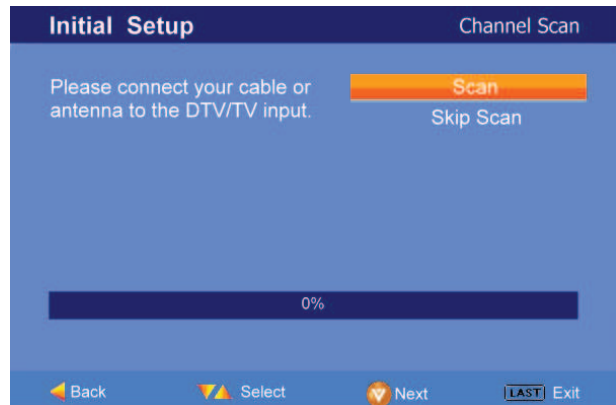 Initial Setup
Channel Scan
Please connect your cable or
antenna to the DTV/TV input.
Scan
Skip Scan
0%
Back
Select
Next
LAST Exit